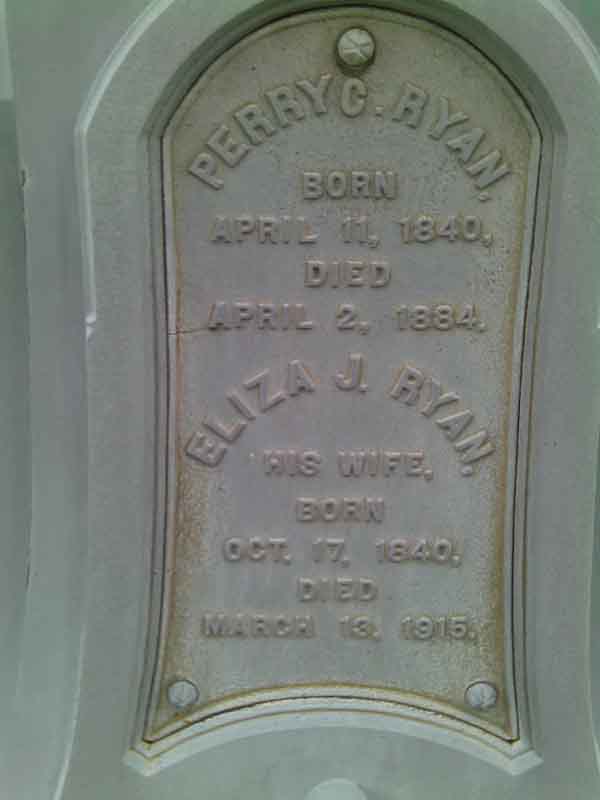 PERRY C. RYAN,
BORN
APRIL 11, 1840,
DIED
APRIL 2, 1884.
ELIZA J. RYAN.
HIS WIFE,
BORN
OCT. 17, 1840,
DIED
MARCH 13, 1915.